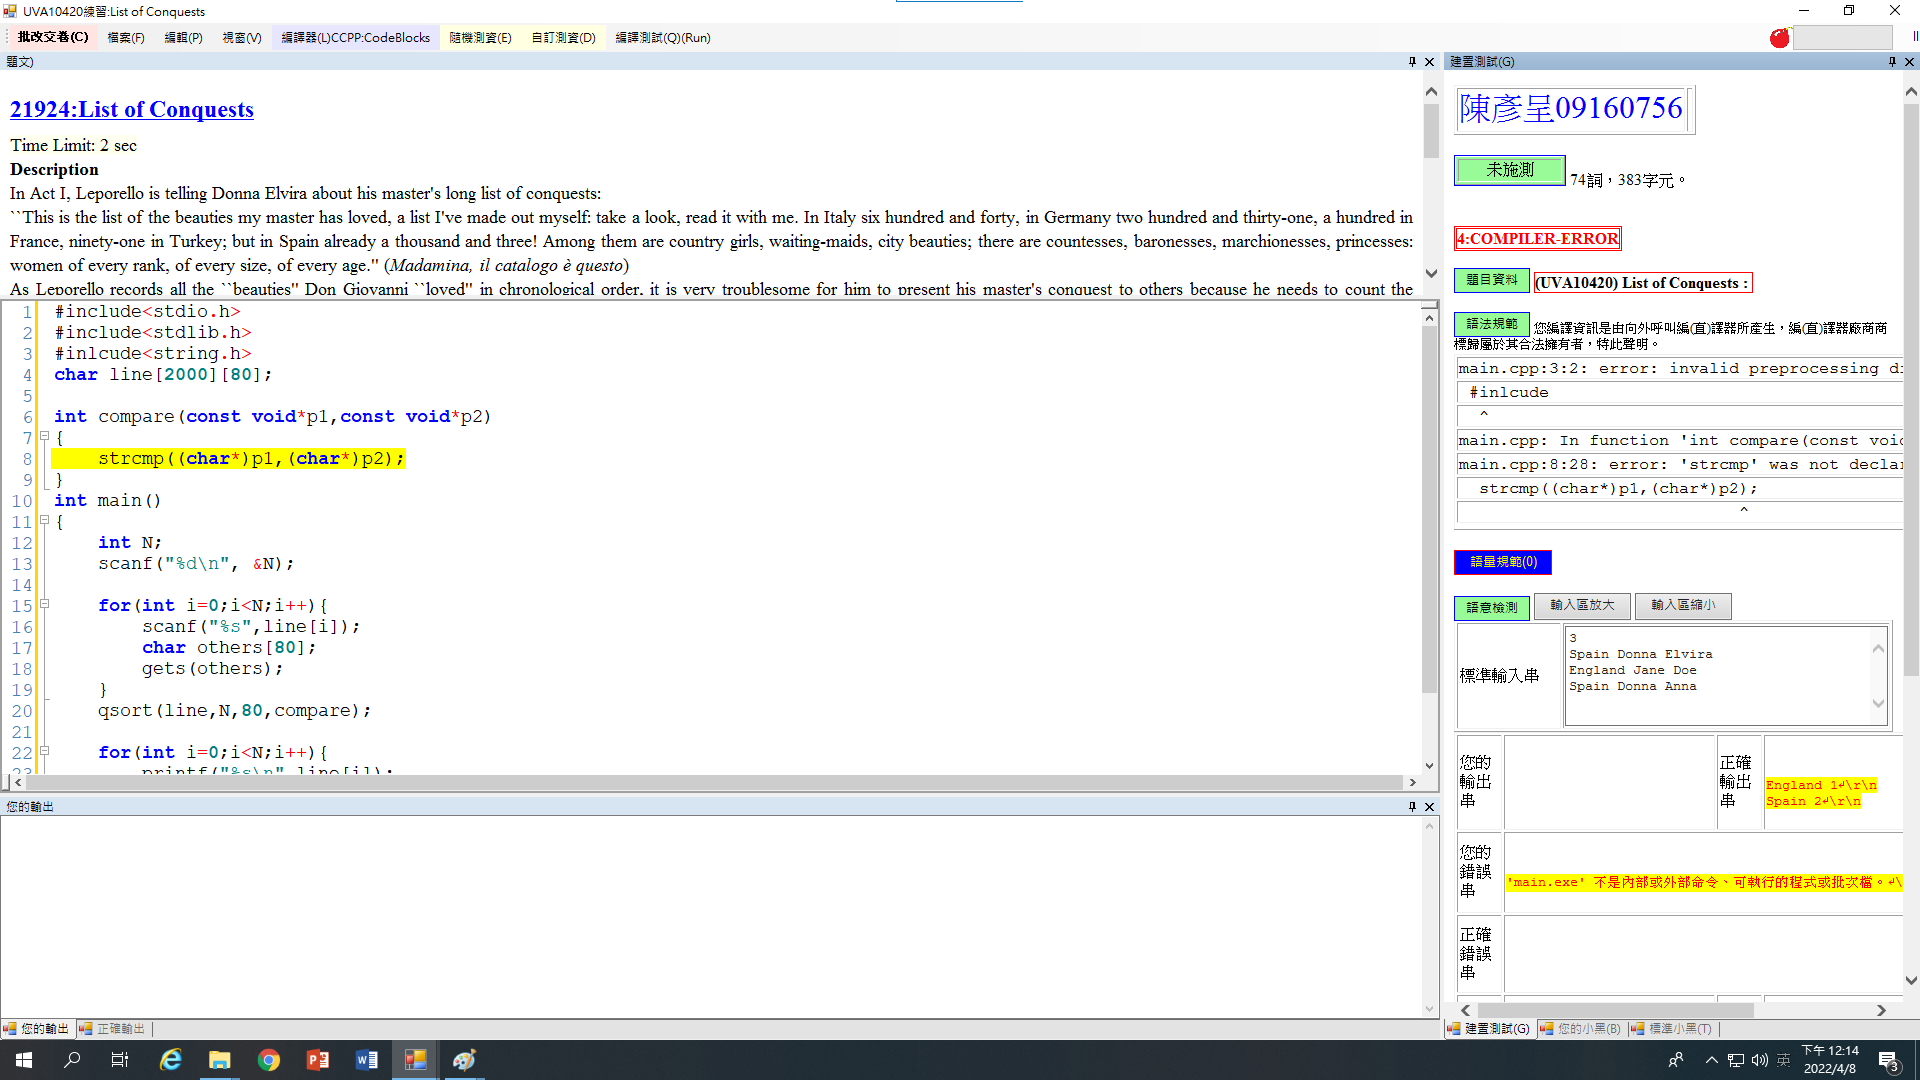 UVA10420練習:List of Conquests
批改交卷(C) 檔案(F) 編輯(P) 視窗(V) 編譯器(L)CCPP:CodeBlocks 隨機測資(E) 自訂測資(D) 編譯測試(Q)(Run)
題文)
21924:List of Conquests
Time Limit: 2 sec
Description
In Act I, Leporello is telling Donna Elvira about his master's long list of conquests:
``This is the list of the beauties my master has loved, a list I've made out myself: take a look, read it with me. In Italy six hundred and forty, in Germany two hundred and thirty-one, a hundred in
France, ninety-one in Turkey; but in Spain already a thousand and three! Among them are country girls, waiting-maids, city beauties; there are countesses, baronesses, marchionesses, princesses:
women of every rank, of every size, of every age.'' (Madamina, il catalogo è questo)
As Leporello records all the ``beauties'' Don Giovanni ``loved'' in chronological order, it is very troublesome for him to present his master's conquest to others because he needs to count the
1 #include<stdio.h>
2 #include<stdlib.h>
3 #inlcude<string.h>
4 char line[2000][80];
5
6 int compare(const void*p1,const void*p2)
7 {
8 strcmp((char*)p1,(char*)p2);
9 }
10 int main()
11 {
12 int N;
13 scanf("%d\n", &N);
14
15 for(int i=0;i<N;i++){
16 scanf("%s",line[i]);
17 char others[80];
18 gets(others);
19 }
20 qsort(line,N,80,compare);
21
22 for(int i=0;i<N;i++){
23 printf("%s\n",line[i]);
您的輸出
您的輸出 正確輸出
建置測試(G)
陳彥呈09160756
未施測 74詞，383字元。
4:COMPILER-ERROR
題目資料 (UVA10420) List of Conquests :
語法規範 您編譯資訊是由向外呼叫編(直)譯器所產生，編(直)譯器廠商商
標歸屬於其合法擁有者，特此聲明。
main.cpp:3:2: error: invalid preprocessing di
#inlcude
^
main.cpp: In function 'int compare(const voi
main.cpp:8:28: error: 'strcmp' was not declar
strcmp((char*)p1,(char*)p2);
^
語量規範(0)
語意檢測 輸入區放大 輸入區縮小
標準輸入串
3
Spain Donna Elvira
England Jane Doe
Spain Donna Anna
您的
輸出
串
正確
輸出
串
England 1↵\r\n
Spain 2↵\r\n
您的
錯誤
串
'main.exe' 不是內部或外部命令、可執行的程式或批次檔。↵\
正確
錯誤
串
建置測試(G) 您的小黑(B) 標準小黑(T)
英
下午 12:14
2022/4/8
3